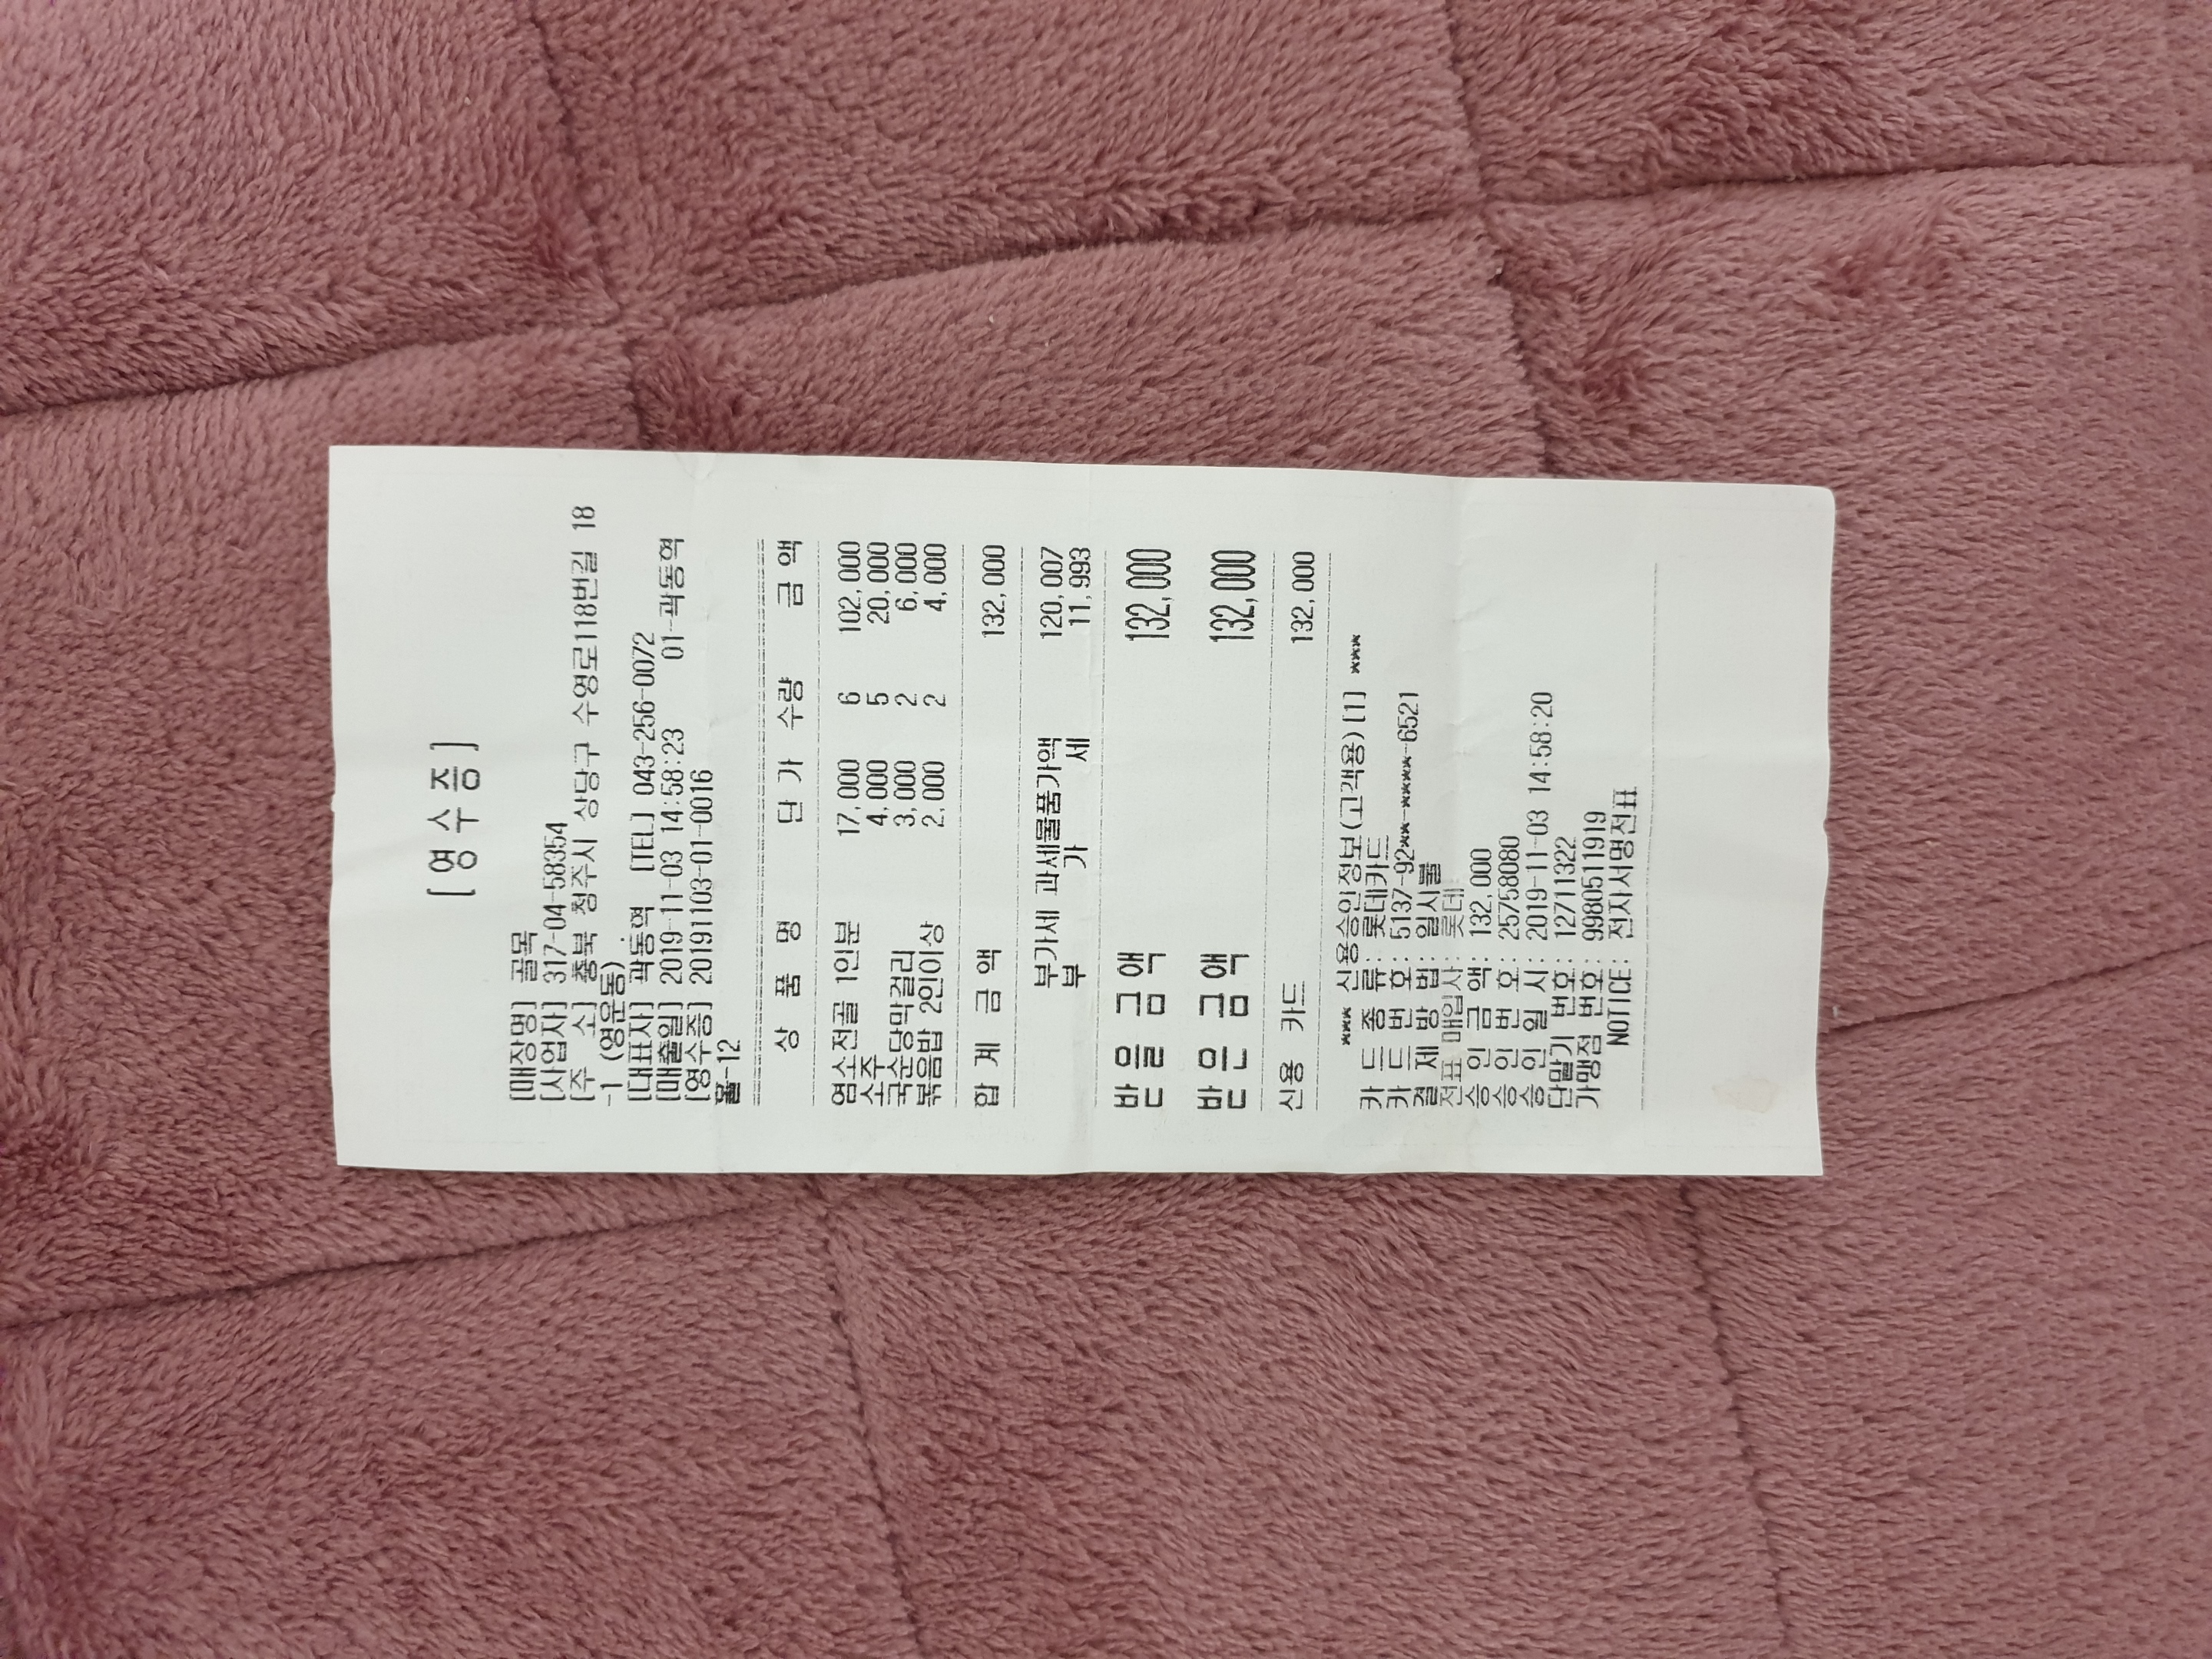 [영수증]
[매장명] 골목
[사업자] 317-04-58354
[주 소] 충북 청주시 상당구 수영로118번길 18
-1 (영운동) .
[대표자] 곽동혁 [TEL] 043-256-0072
[매출일] 2019-11-03 14:58:23 01-곽동혁
[영수증] 20191103-01-0016
홀-12
상 품 명 단 가 수량 금 액
염소전골 1인분 17,000 6 102,000
소주 4,000 5 20,000
국순당막걸리 3,000 2 6,000
볶음밥 2인이상 2,000 2 4,000
합 계 금 액 132,000
부가세 과세물품가액 120,007
부 가 세 11,993
받 을 금 액 132,000
받 은 금 액 132,000
신용 카드 132,000
*** 신용승인정보(고객용)[1] ***
카 드 종 류: 롯데카드
카 드 번 호: 5137-92**-****-6521
결 제 방 법: 일시불
전표 매입사: 롯데
승 인 금 액: 132,000
승 인 번 호: 25758080
승 인 일 시: 2019-11-03 14:58:20
단말기 번호: 12711322
가맹점 번호: 9980511919
NOTICE: 전자서명전표